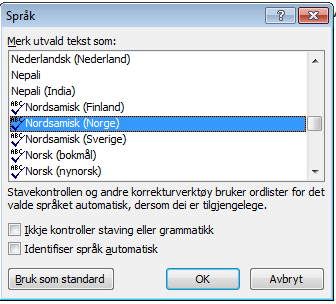 Språk
Merk utvald tekst som:
Nederlandsk (Nederland)
Nepali
Nepali (India)
Nordsamisk (Finland)
Nordsamisk (Norge)
Nordsamisk (Sverige)
Norsk (bokmål)
Norsk (nynorsk)
Stavekontrollen og andre korrekturverktøy bruker ordlister for det
valde språket automatisk, dersom dei er tilgjengelege.
Ikkje kontroller staving eller grammatikk
Identifiser språk automatisk
Bruk som standard
OK
Avbryt